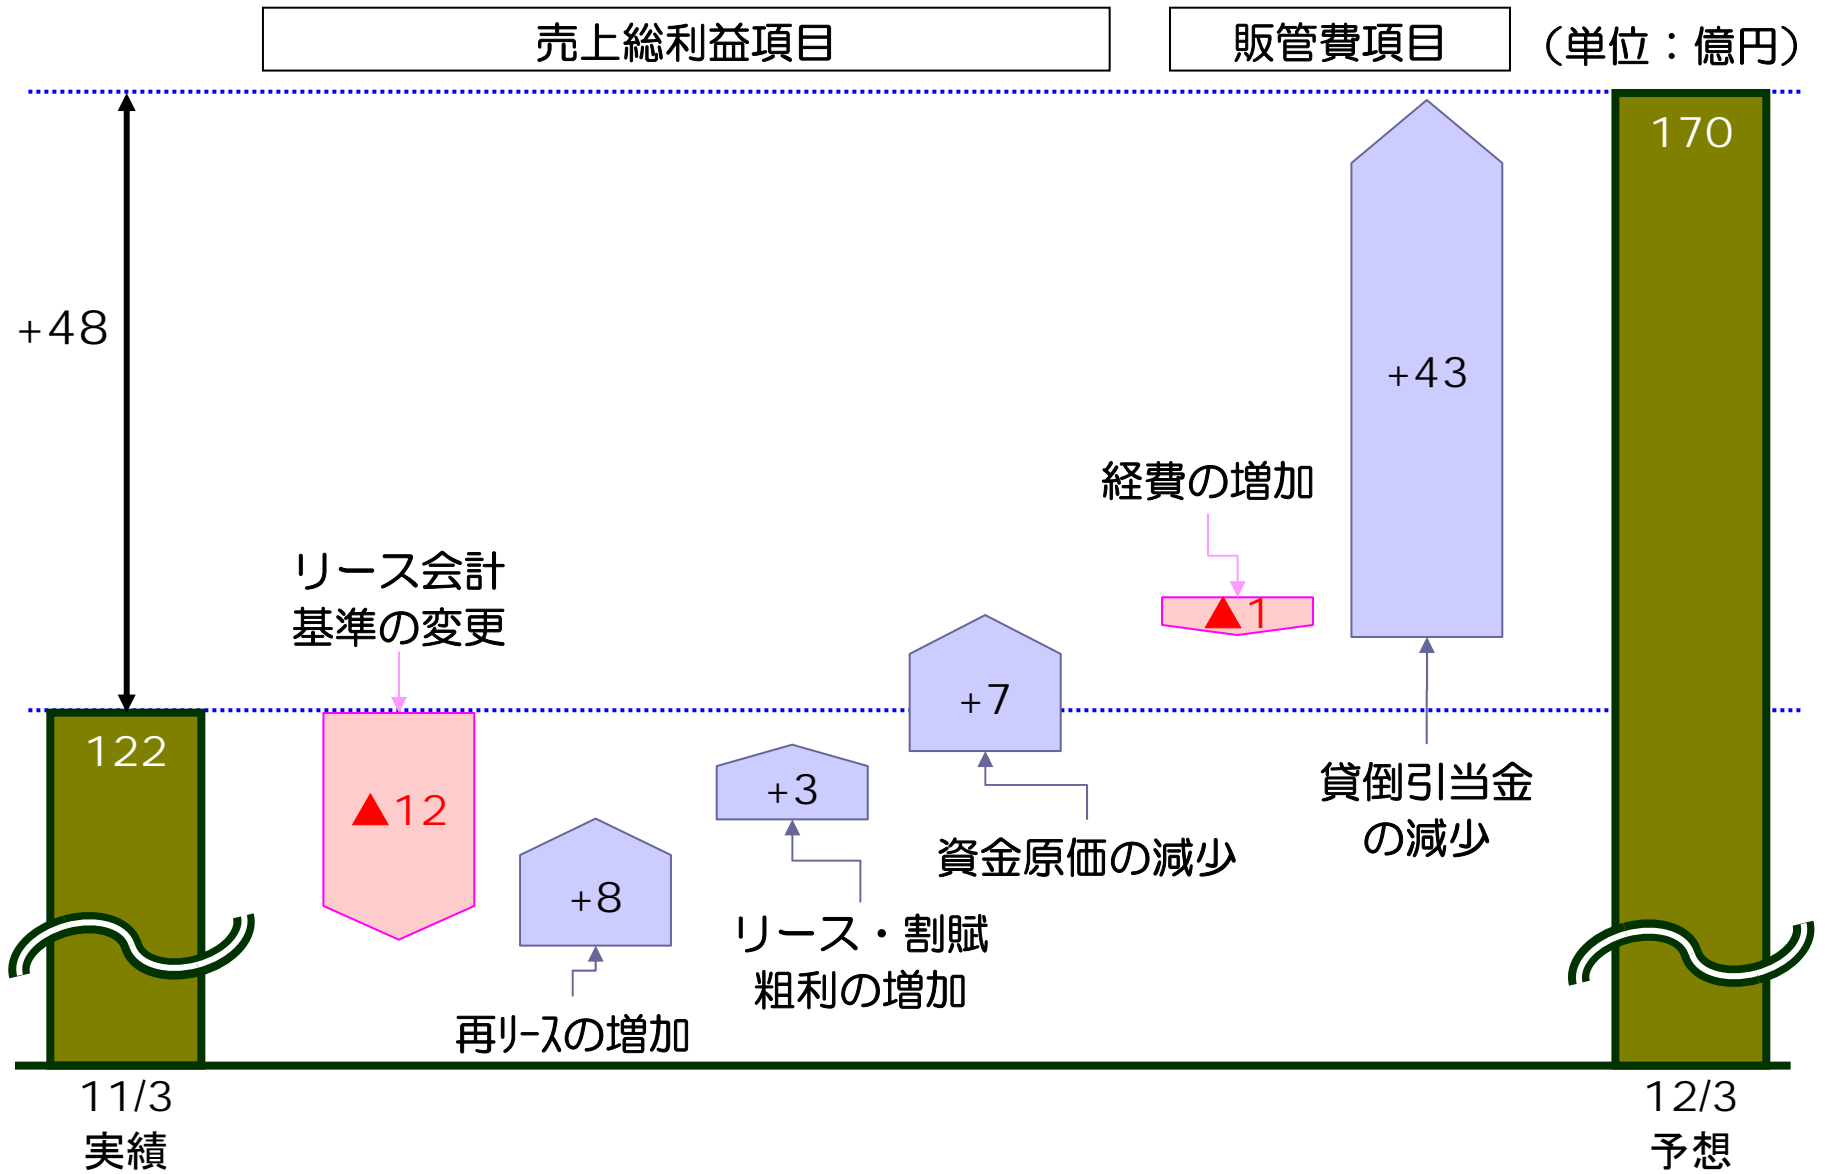 売上総利益項目
販管費項目
（単位：億円）
170
+48
+43
経費の増加
▲1
リース会計
基準の変更
+7
122
▲12
+3
貸倒引当金
の減少
資金原価の減少
+8
リース・割賦
粗利の増加
再ﾘｰｽの増加
11/3
実績
12/3
予想